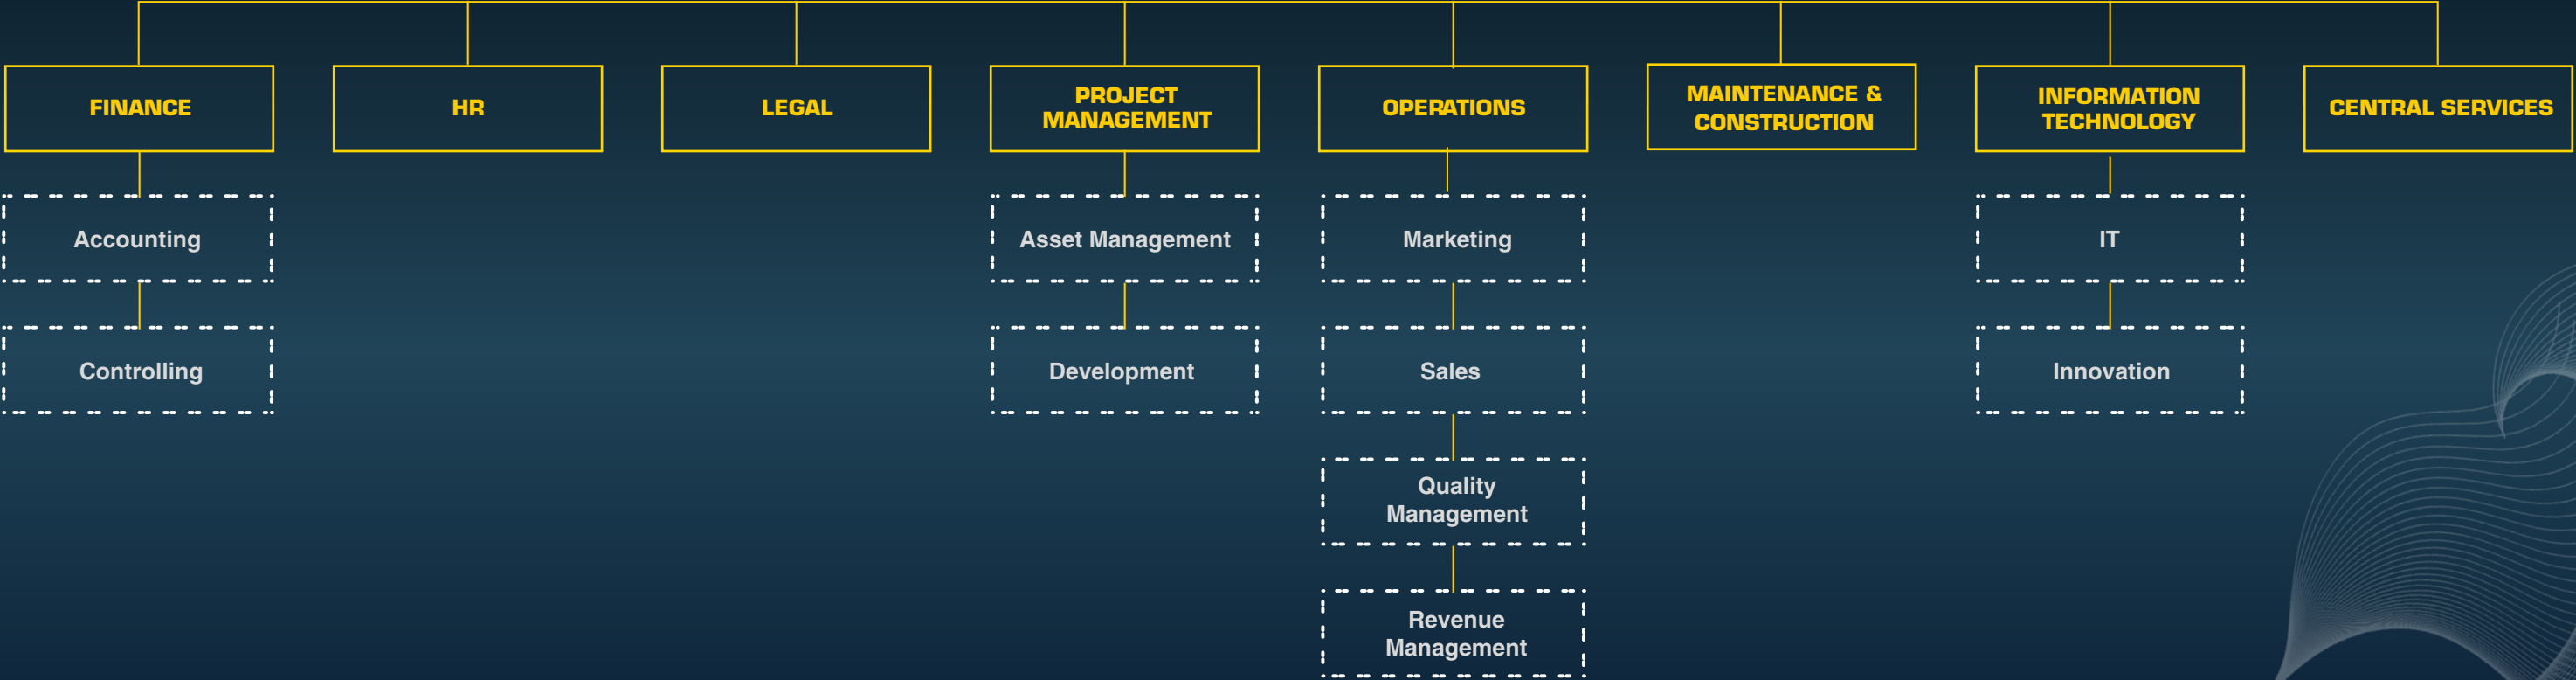 FINANCE
HR
LEGAL
PROJECT
MANAGEMENT
OPERATIONS
MAINTENANCE &
CONSTRUCTION
INFORMATION
TECHNOLOGY
CENTRAL SERVICES
Accounting
Asset Management
Marketing
IT
Controlling
Development
Sales
Innovation
Quality
Management
Revenue
Management